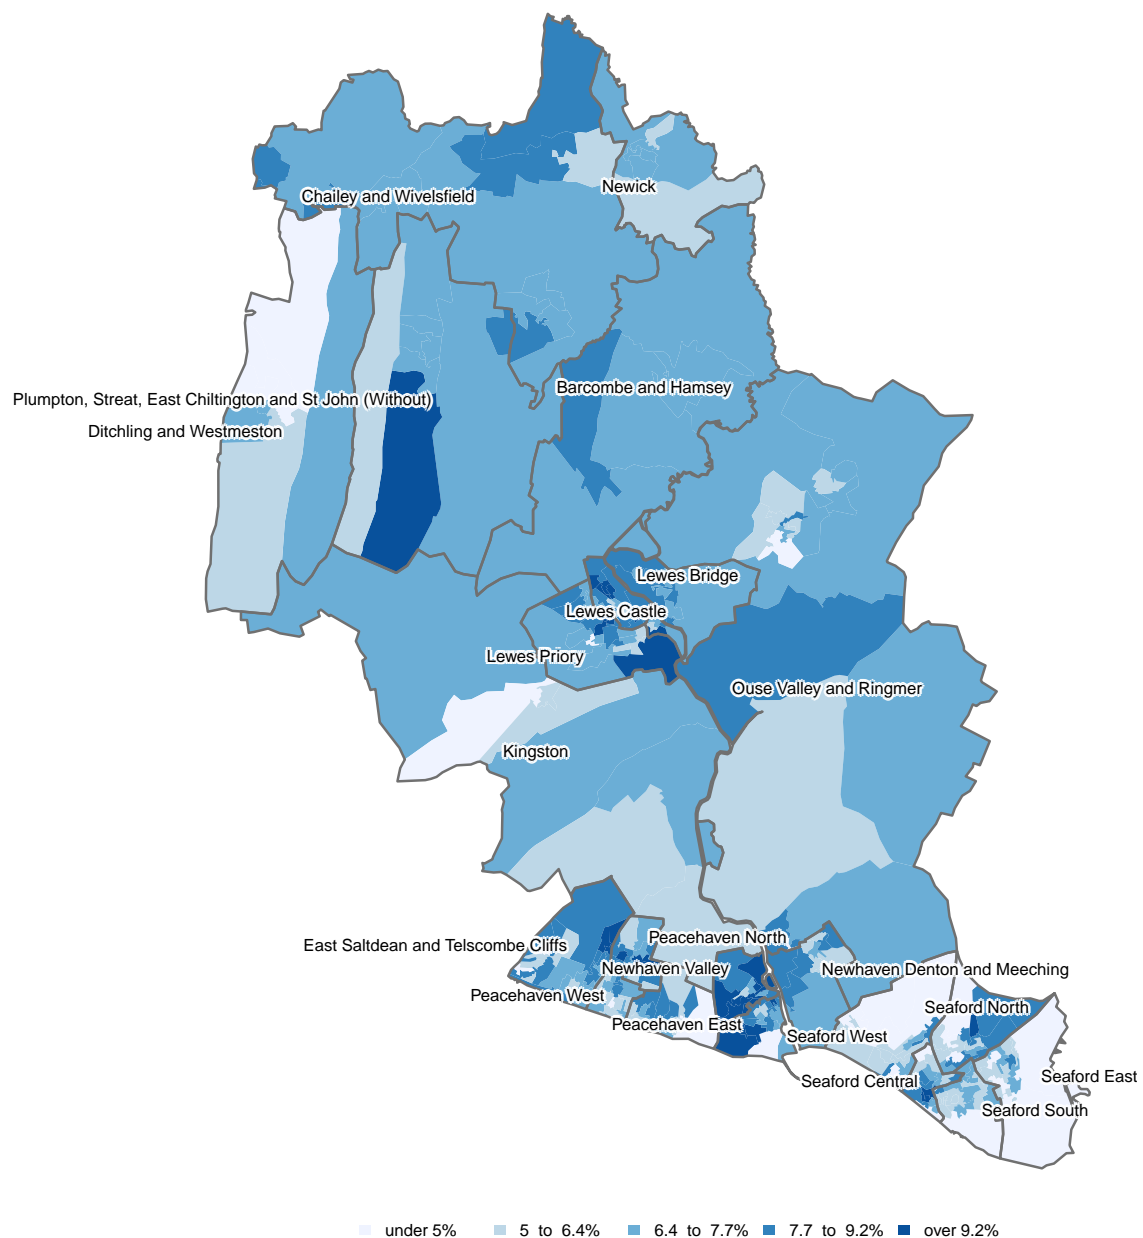 Newick
Chailey and Wivelsfield
Barcombe and Hamsey
Plumpton, Streat, East Chiltington and St John (Without)
Ditchling and Westmeston
Lewes Bridge
Lewes Castle
Lewes Priory
Ouse Valley and Ringmer
Kingston
Peacehaven North
East Saltdean and Telscombe Cliffs
Newhaven Valley
Newhaven Denton and Meeching
Peacehaven West
Seaford North
Peacehaven East
Seaford West
Seaford East
Seaford Central
Seaford South
under 5% 5 to 6.4% 6.4 to 7.7% 7.7 to 9.2% over 9.2%